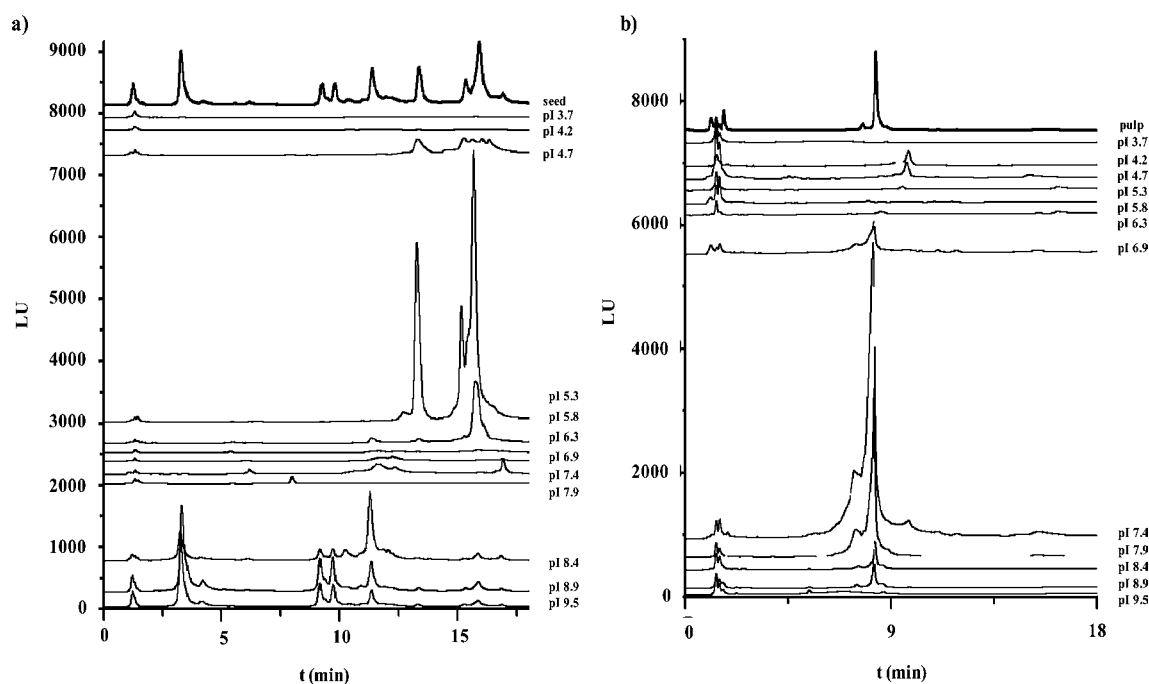 a)
9000
8000
7000
6000
5000
4000
3000
2000
1000
0
LU
seed
pI 3.7
pI 4.2
pI 4.7
pI 5.3
pI 5.8
pI 6.3
pI 6.9
pI 7.4
pI 7.9
pI 8.4
pI 8.9
pI 9.5
0 5 10 15
t (min)
b)
8000
6000
4000
2000
0
LU
pulp
pI 3.7
pI 4.2
pI 4.7
pI 5.3
pI 5.8
pI 6.3
pI 6.9
pI 7.4
pI 7.9
pI 8.4
pI 8.9
pI 9.5
0 9 18
t (min)